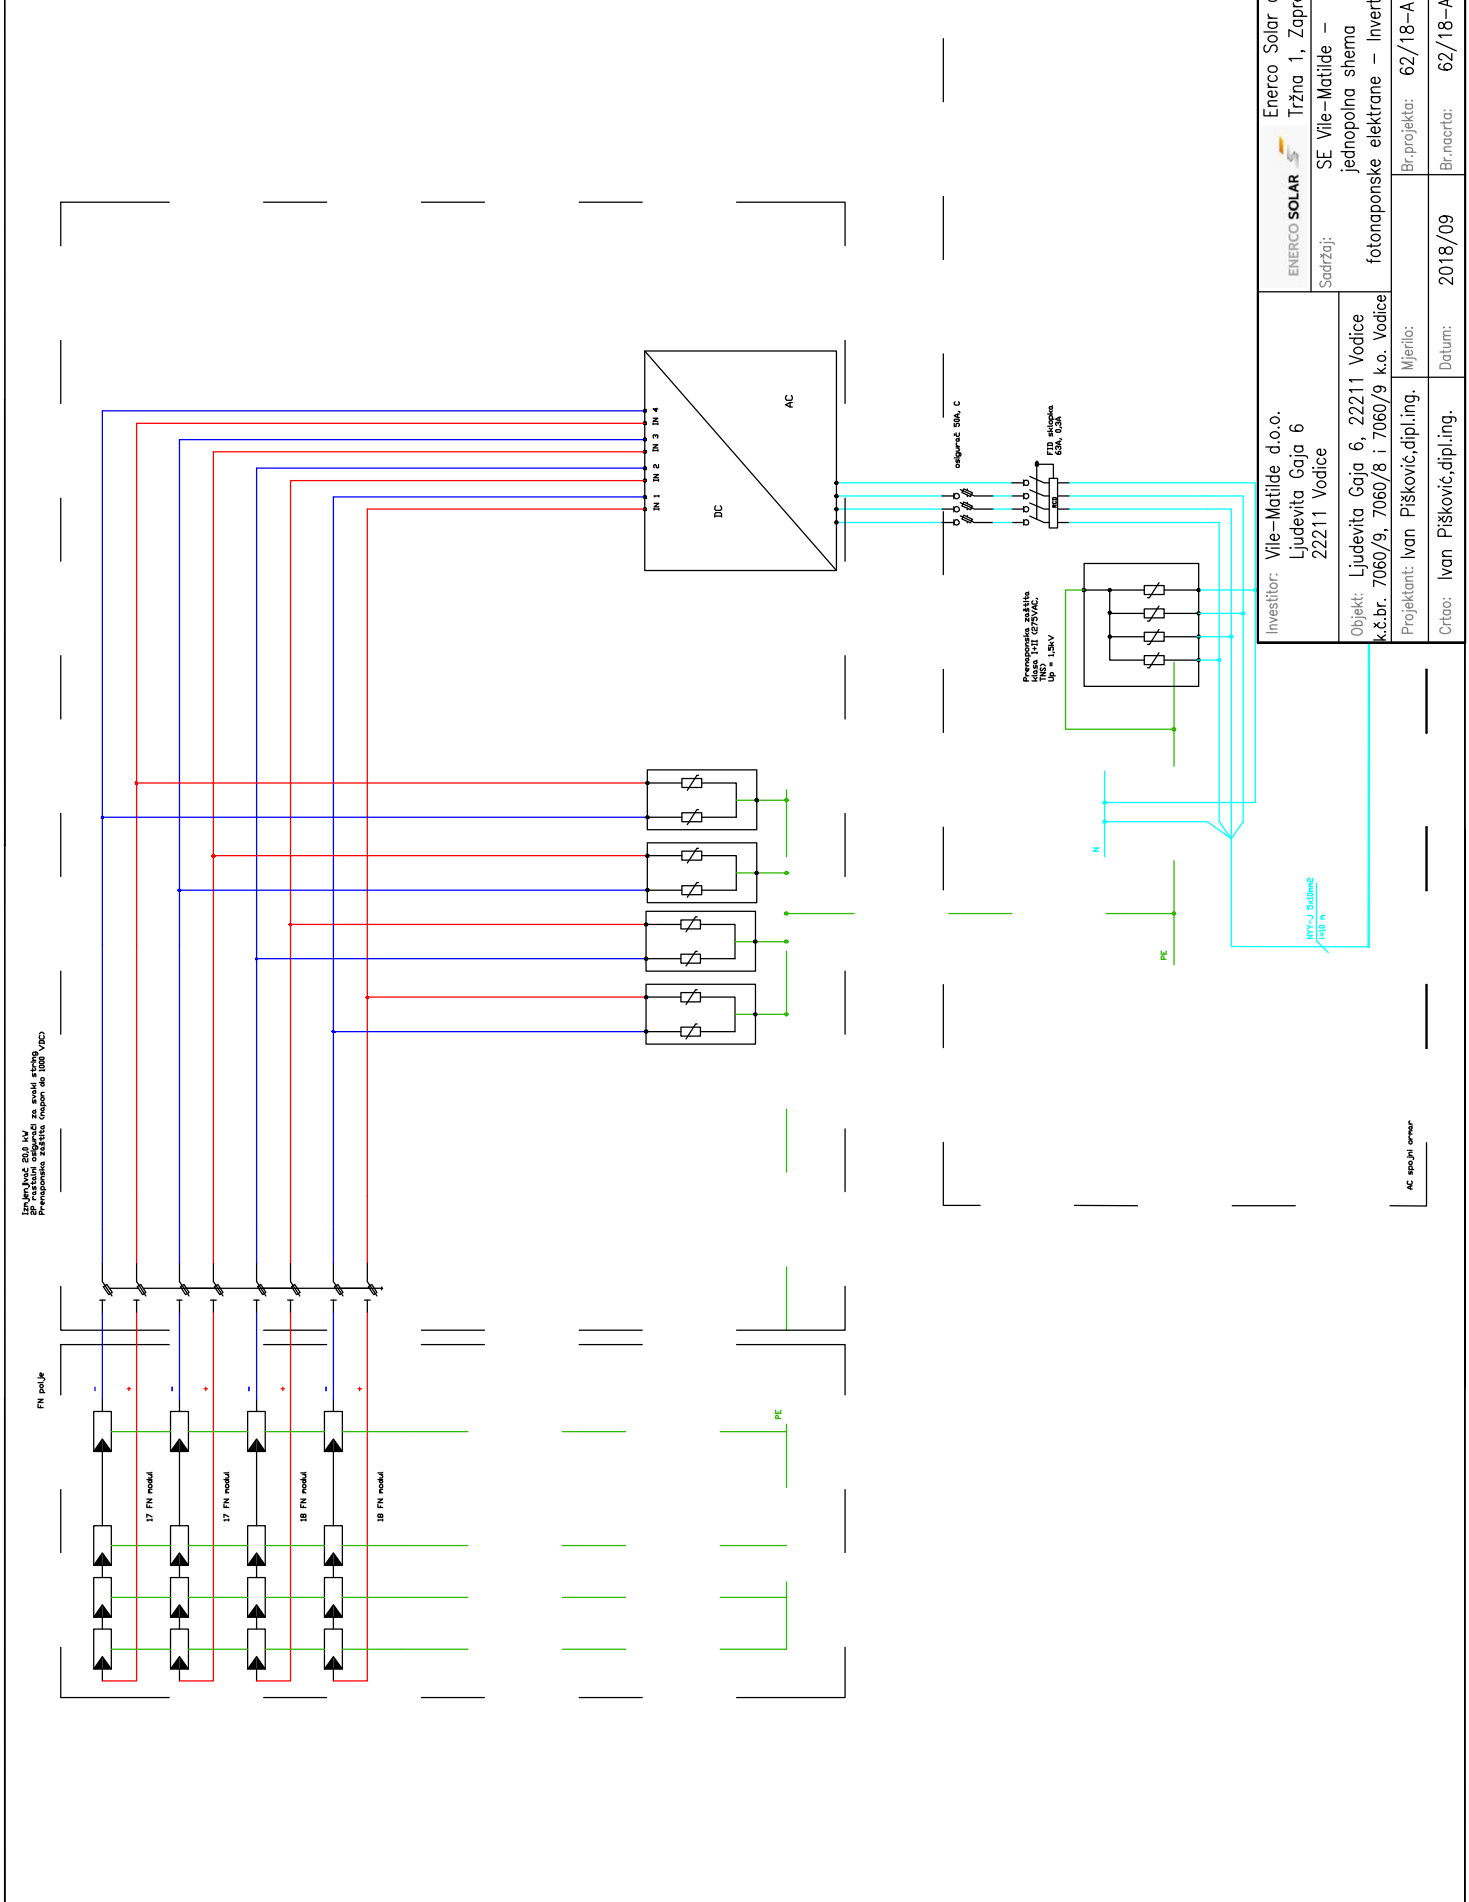 Izmjenjivač 20,0 kW
2P rastalni osigurači za svaki string
Prenaponska zaštita (napon do 1000 VDC)
FN polje
-
+
-
+
-
+
-
+
17 FN modul
17 FN modul
18 FN modul
18 FN modul
PE
IN 4
IN 3
IN 2
IN 1
DC
AC
osigurač 50A, C
FID sklopka
63A, 0,3A
RCD
Prenaponska zaštita
klasa I+II (275VAC,
TNS)
Up = 1,5kV
N
PE
NYY-J 5x10mm2
l=10 m
AC spojni ormar
Investitor: Vile-Matilde d.o.o.
Ljudevita Gaja 6
22211 Vodice
Objekt: Ljudevita Gaja 6, 22211 Vodice
k.č.br. 7060/9, 7060/8 i 7060/9 k.o. Vodice
Projektant: Ivan Pišković,dipl.ing.
Crtao: Ivan Pišković,dipl.ing.
ENERCO SOLAR
Enerco Solar
Tržna 1, Zapr
Sadržaj: SE Vile-Matilde -
jednopolna shema
fotonaponske elektrane - Invert
Mjerilo:
Br.projekta: 62/18-A
Datum: 2018/09
Br.nacrta: 62/18-A